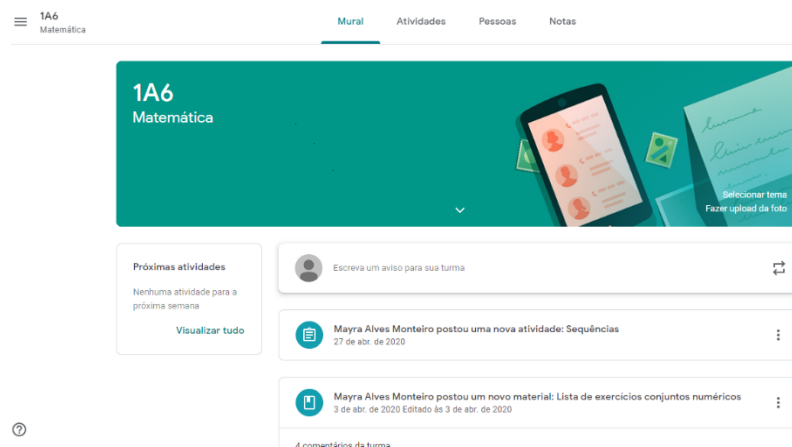 1A6
Matemática
Mural
Atividades
Pessoas
Notas
1A6
Matemática
Selecionar tema
Fazer upload da foto
Próximas atividades
Nenhuma atividade para a
próxima semana
Visualizar tudo
Escreva um aviso para sua turma
Mayra Alves Monteiro postou uma nova atividade: Sequências
27 de abr. de 2020
Mayra Alves Monteiro postou um novo material: Lista de exercícios conjuntos numéricos
3 de abr. de 2020 Editado às 3 de abr. de 2020
4 comentários da turma